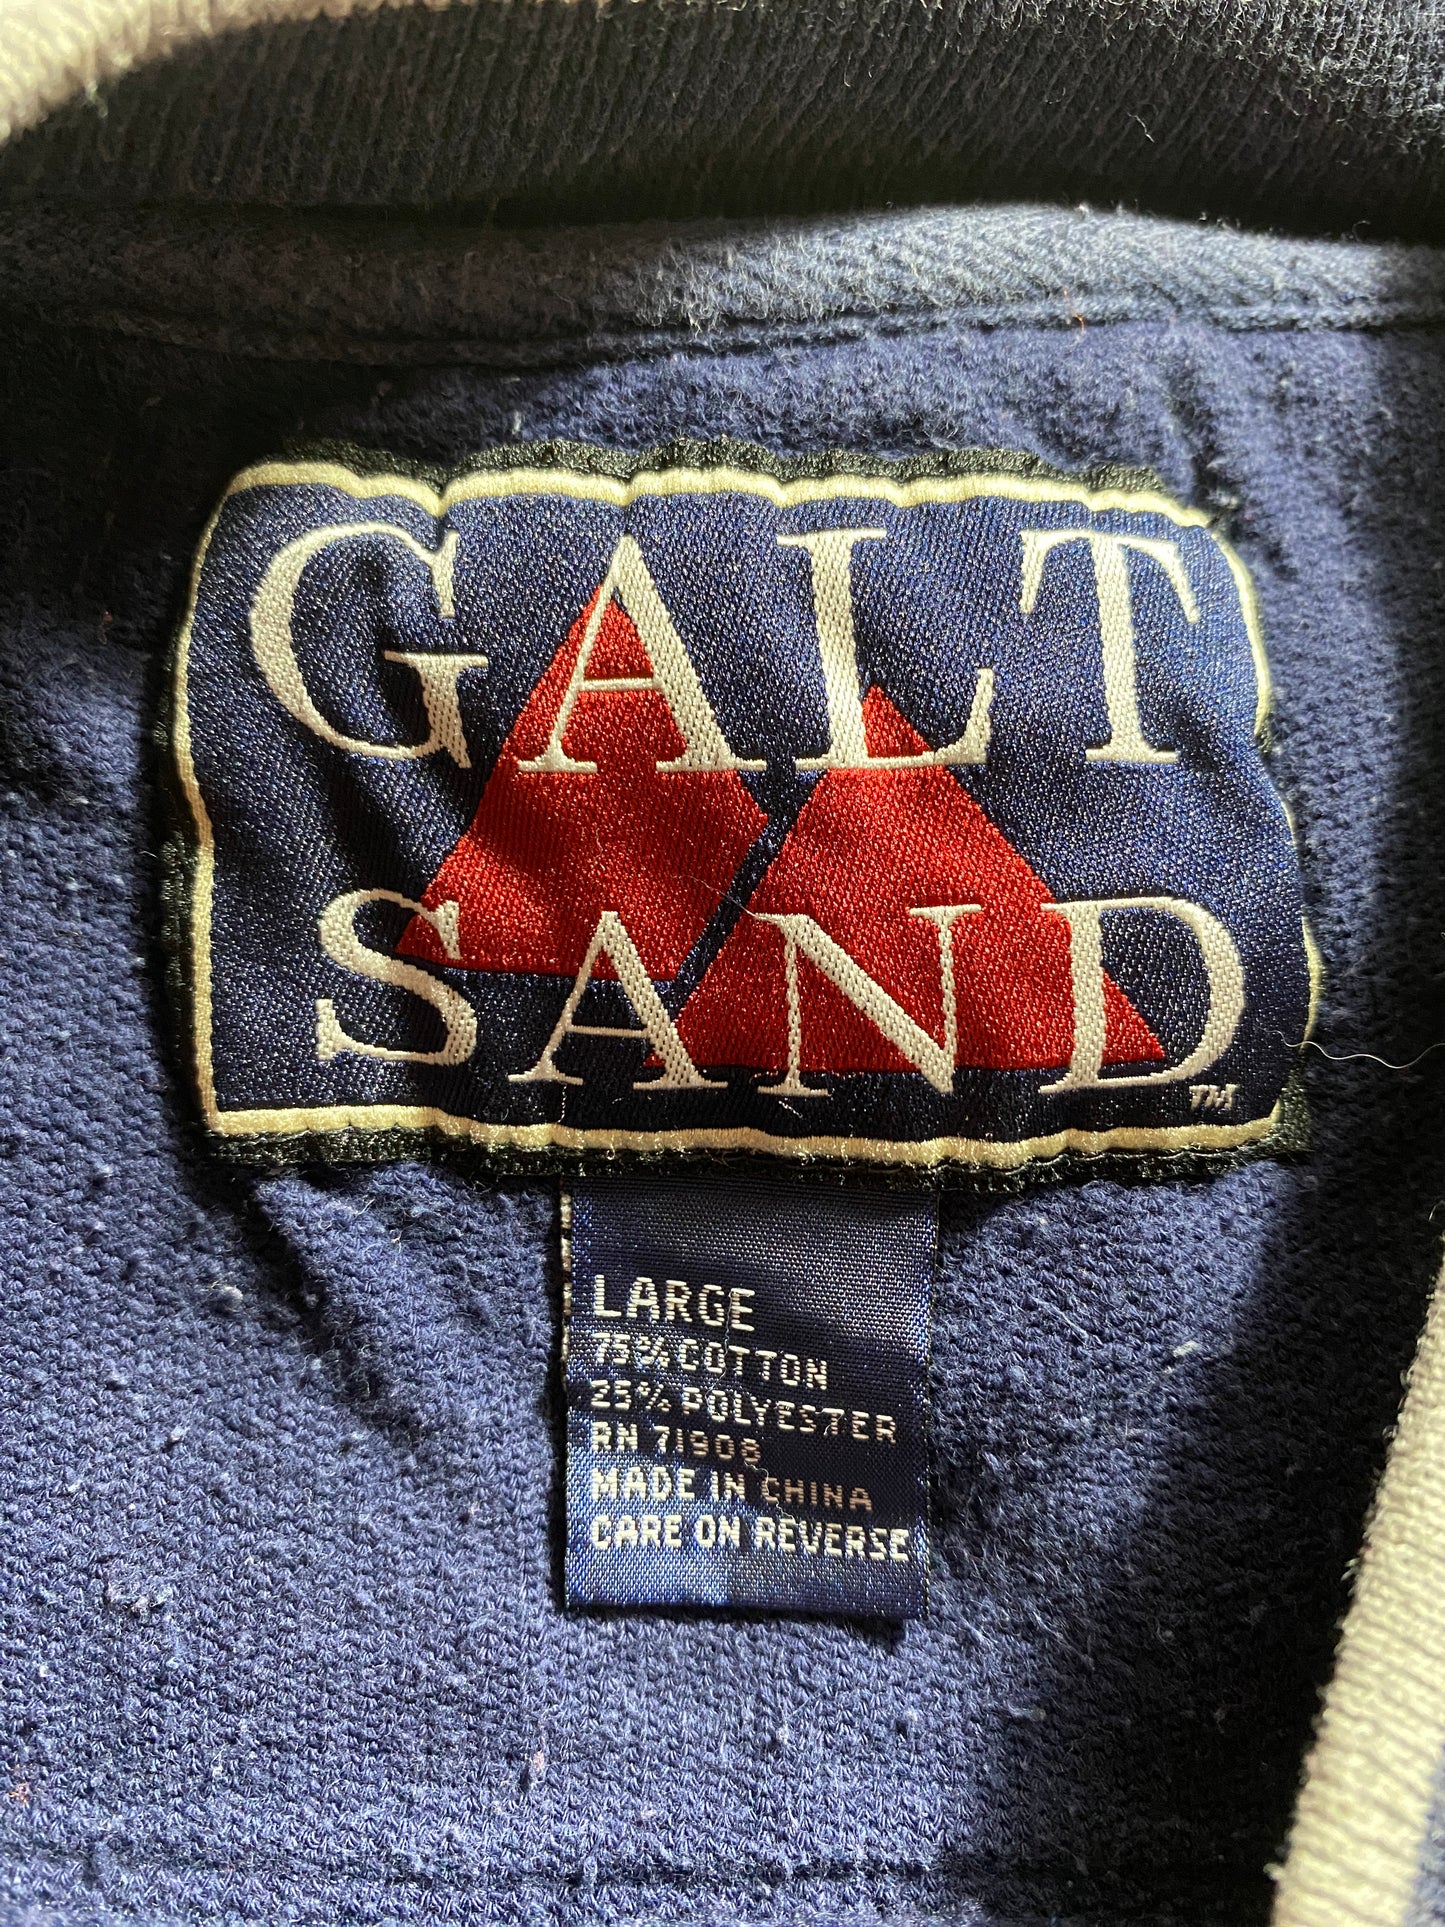 GALT
SAND
TM
LARGE
75% COTTON
25% POLYESTER
RN 71908
MADE IN CHINA
CARE ON REVERSE